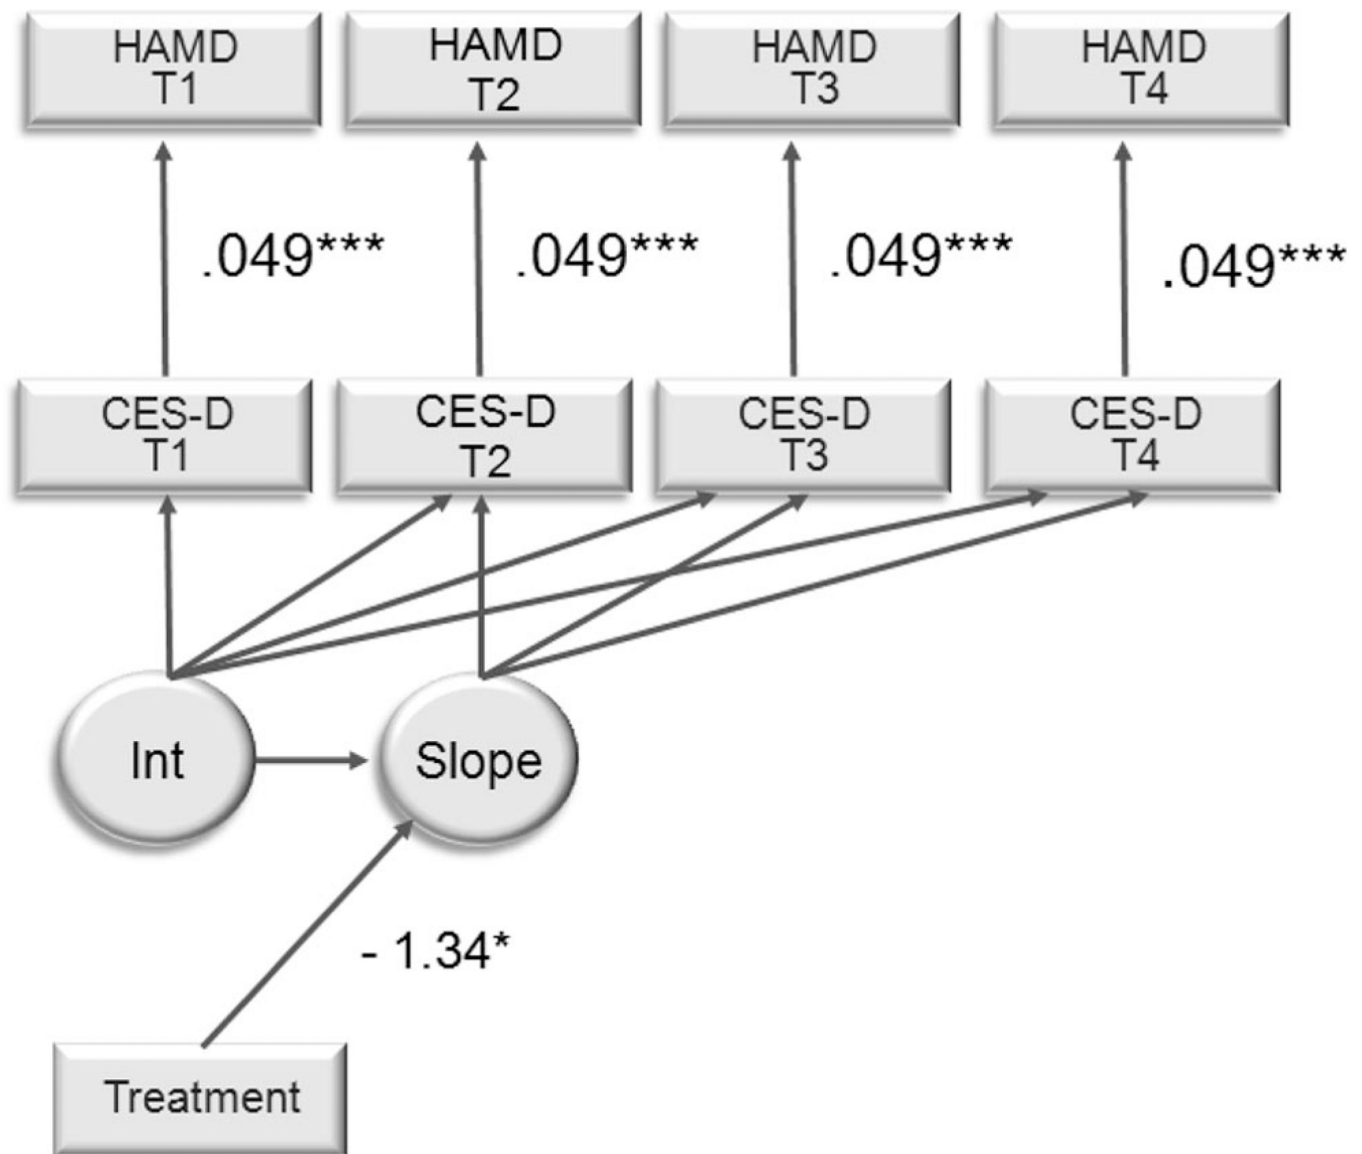 HAMD
T1
HAMD
T2
HAMD
T3
HAMD
T4
.049***
.049***
.049***
.049***
CES-D
T1
CES-D
T2
CES-D
T3
CES-D
T4
Int
Slope
- 1.34*
Treatment